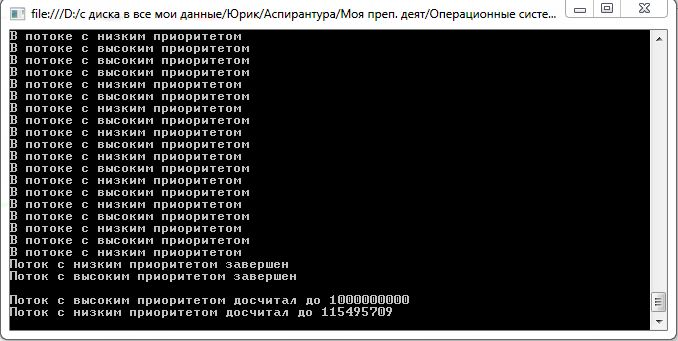 file:///D:/с диска в все мои данные/Юрик/Аспирантура/Моя преп. деят/Операционные систе...
В потоке с низким приоритетом
В потоке с высоким приоритетом
В потоке с высоким приоритетом
В потоке с высоким приоритетом
В потоке с низким приоритетом
В потоке с высоким приоритетом
В потоке с низким приоритетом
В потоке с высоким приоритетом
В потоке с низким приоритетом
В потоке с высоким приоритетом
В потоке с низким приоритетом
В потоке с высоким приоритетом
В потоке с низким приоритетом
В потоке с высоким приоритетом
В потоке с низким приоритетом
В потоке с высоким приоритетом
В потоке с низким приоритетом
В потоке с высоким приоритетом
В потоке с низким приоритетом
Поток с низким приоритетом завершен
Поток с высоким приоритетом завершен
Поток с высоким приоритетом досчитал до 1000000000
Поток с низким приоритетом досчитал до 115495709